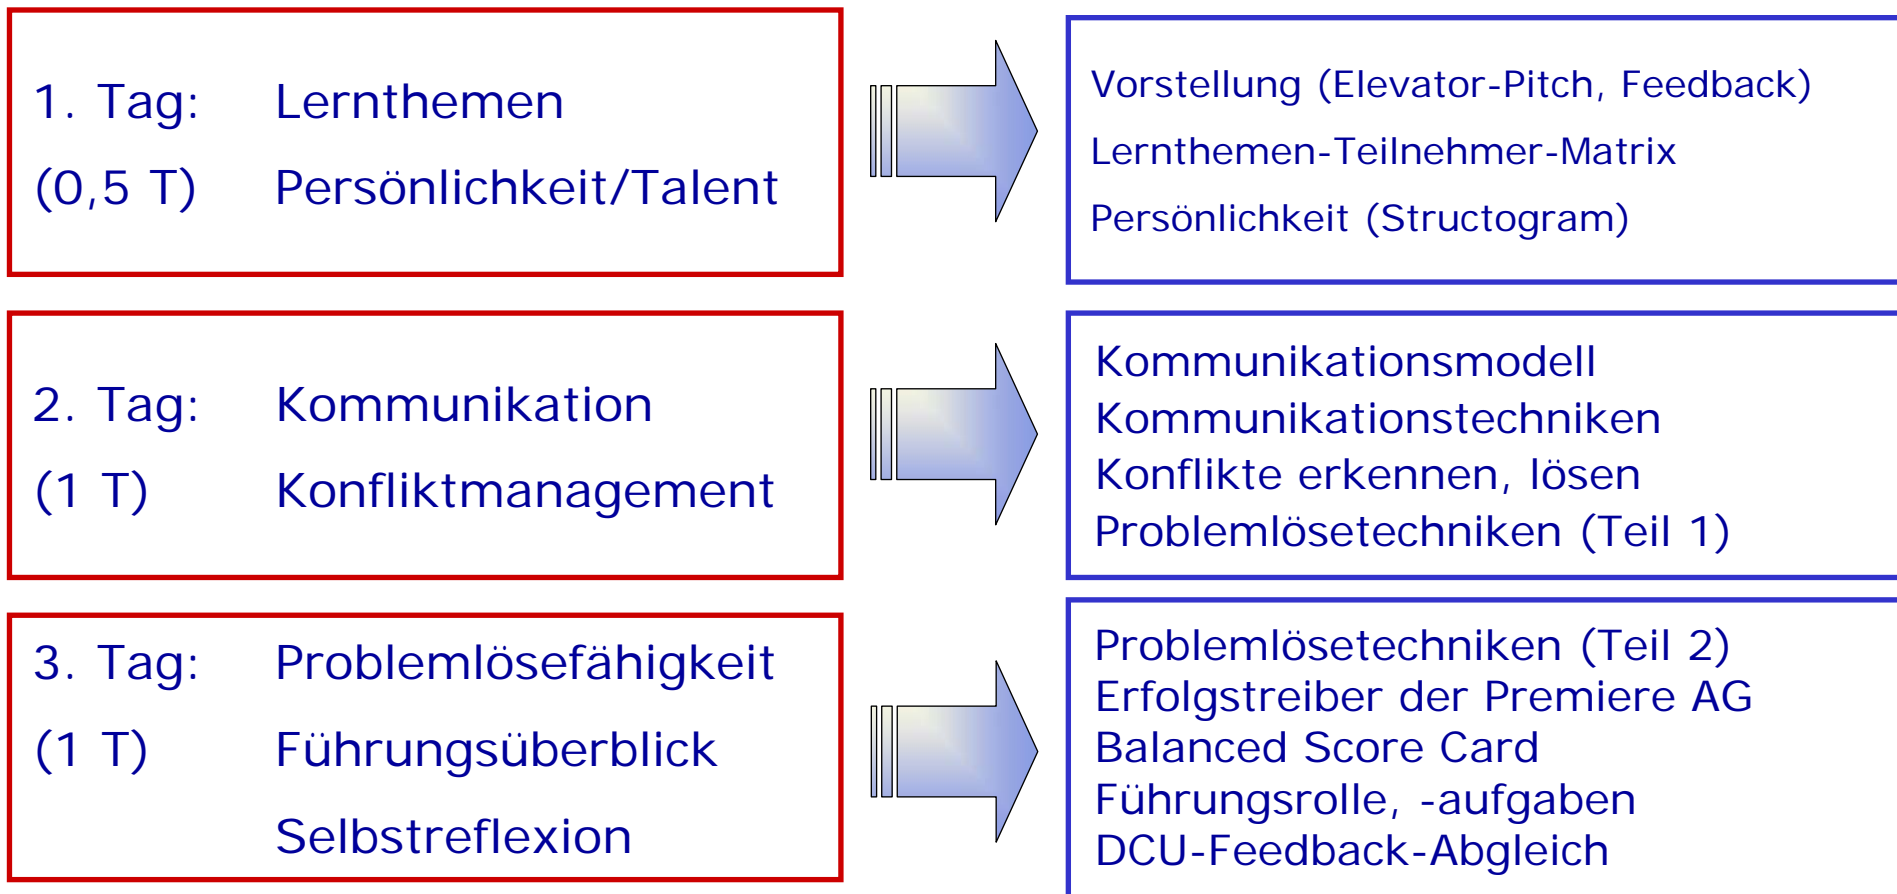 1. Tag: Lernthemen
(0,5 T) Persönlichkeit/Talent
Vorstellung (Elevator-Pitch, Feedback)
Lernthemen-Teilnehmer-Matrix
Persönlichkeit (Structogram)
2. Tag: Kommunikation
(1 T) Konfliktmanagement
Kommunikationsmodell
Kommunikationstechniken
Konflikte erkennen, lösen
Problemlösetechniken (Teil 1)
3. Tag: Problemlösefähigkeit
(1 T) Führungsüberblick
Selbstreflexion
Problemlösetechniken (Teil 2)
Erfolgstreiber der Premiere AG
Balanced Score Card
Führungsrolle, -aufgaben
DCU-Feedback-Abgleich